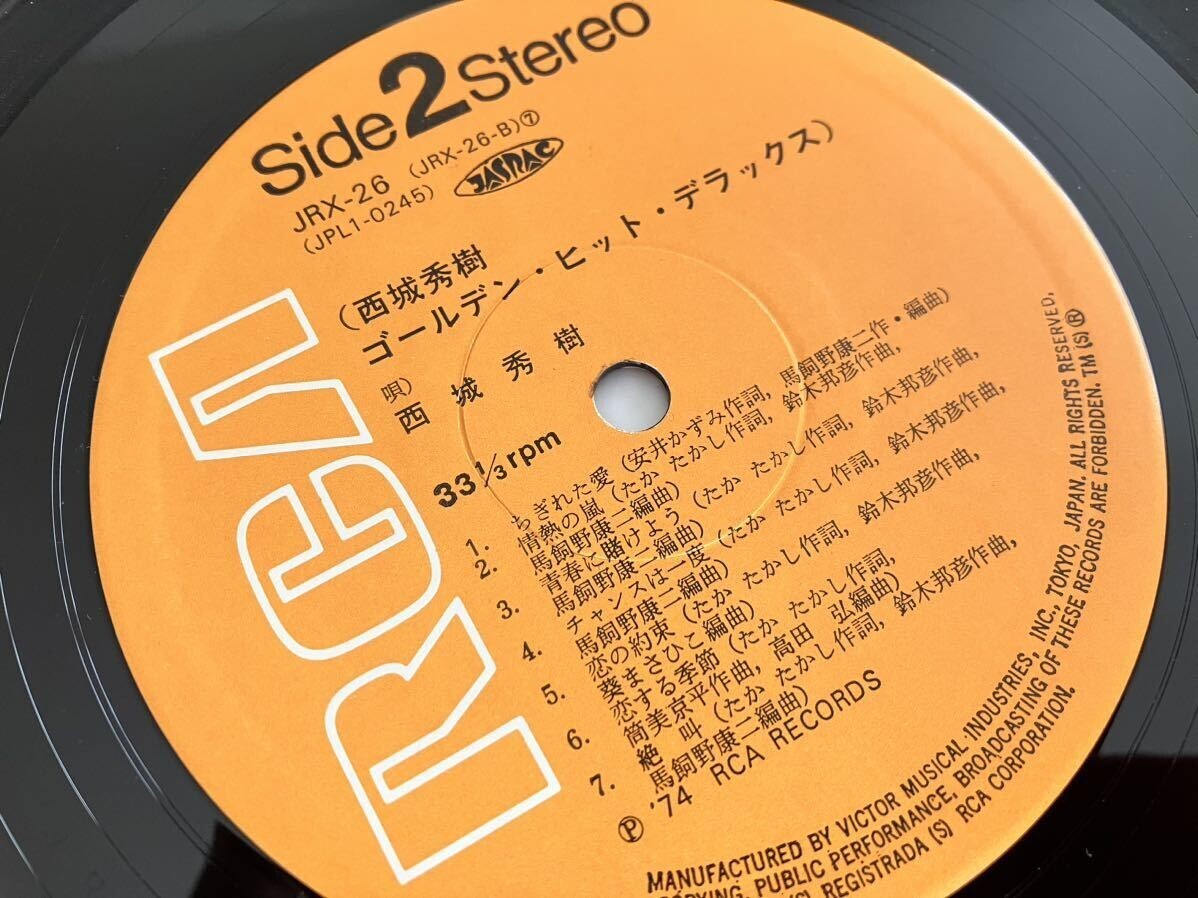 Side 2 Stereo
JRX-26 (JRX-26-B)⑦
(JPL1-0245) JASRAC
(西城秀樹
ゴールデン・ヒット・デラックス)
唄) 西城秀樹
33 1/3 rpm
RCA
1. ちぎれた愛 (安井かずみ作詞, 馬飼野康二作・編曲)
2. 情熱の嵐 (たか たかし作詞, 鈴木邦彦作曲,
馬飼野康二編曲)
3. 青春に賭けよう (たか たかし作詞, 鈴木邦彦作曲,
馬飼野康二編曲)
4. チャンスは一度 (たか たかし作詞, 鈴木邦彦作曲,
馬飼野康二編曲)
5. 恋の約束 (たか たかし作詞, 鈴木邦彦作曲,
葵まさひこ編曲)
6. 恋する季節 (たか たかし作詞,
筒美京平作曲, 高田 弘編曲)
7. 絶叫 (たか たかし作詞, 鈴木邦彦作曲,
馬飼野康二編曲)
Ⓟ '74 RCA RECORDS
MANUFACTURED BY VICTOR MUSICAL INDUSTRIES, INC., TOKYO, JAPAN. ALL RIGHTS RESERVED,
COPYING, PUBLIC PERFORMANCE, BROADCASTING OF THESE RECORDS ARE FORBIDDEN. TM (S) ®
REGISTRADA (S) RCA CORPORATION.